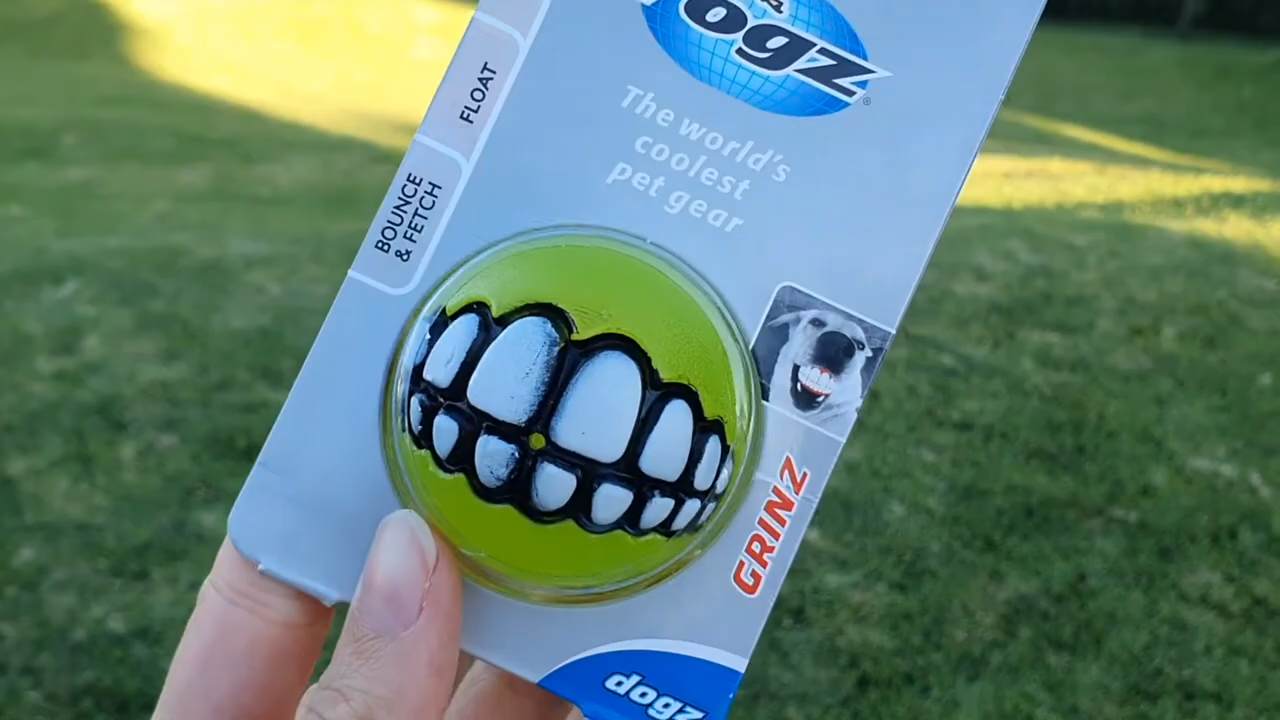 ogz
®
The world's
coolest
pet gear
FLOAT
BOUNCE
& FETCH
GRINZ
dogz